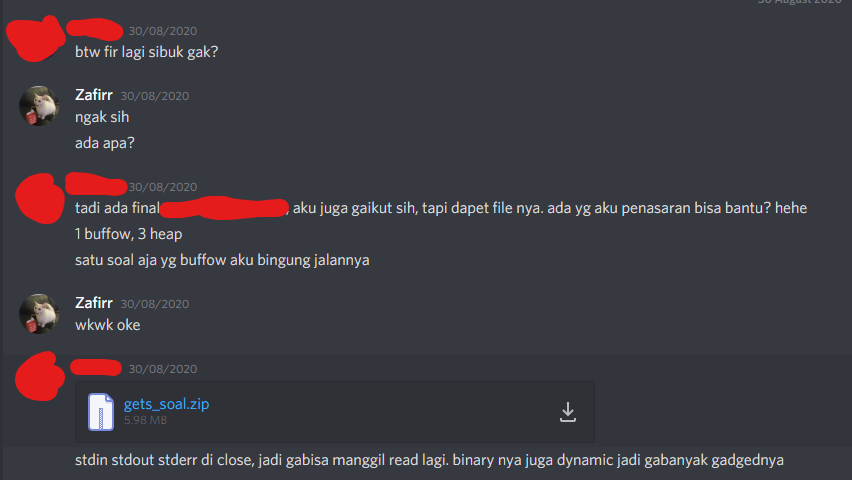 30 August 2020
30/08/2020
btw fir lagi sibuk gak?
Zafirr 30/08/2020
ngak sih
ada apa?
30/08/2020
tadi ada final , aku juga gaikut sih, tapi dapet file nya. ada yg aku penasaran bisa bantu? hehe
1 buffow, 3 heap
satu soal aja yg buffow aku bingung jalannya
Zafirr 30/08/2020
wkwk oke
30/08/2020
gets_soal.zip
5.98 MB
stdin stdout stderr di close, jadi gabisa manggil read lagi. binary nya juga dynamic jadi gabanyak gadgednya